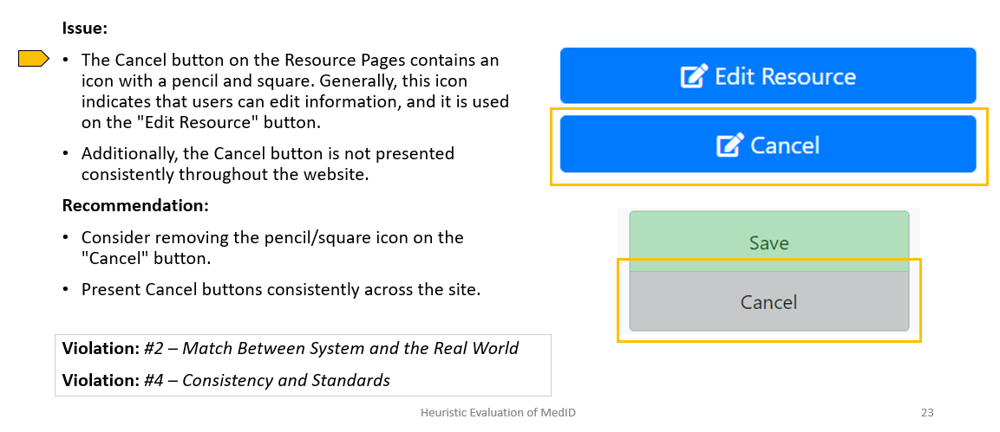 Issue:
• The Cancel button on the Resource Pages contains an
icon with a pencil and square. Generally, this icon
indicates that users can edit information, and it is used
on the "Edit Resource" button.
• Additionally, the Cancel button is not presented
consistently throughout the website.
Recommendation:
• Consider removing the pencil/square icon on the
"Cancel" button.
• Present Cancel buttons consistently across the site.
Violation: #2 – Match Between System and the Real World
Violation: #4 – Consistency and Standards
Edit Resource
Cancel
Save
Cancel
Heuristic Evaluation of MedID
23